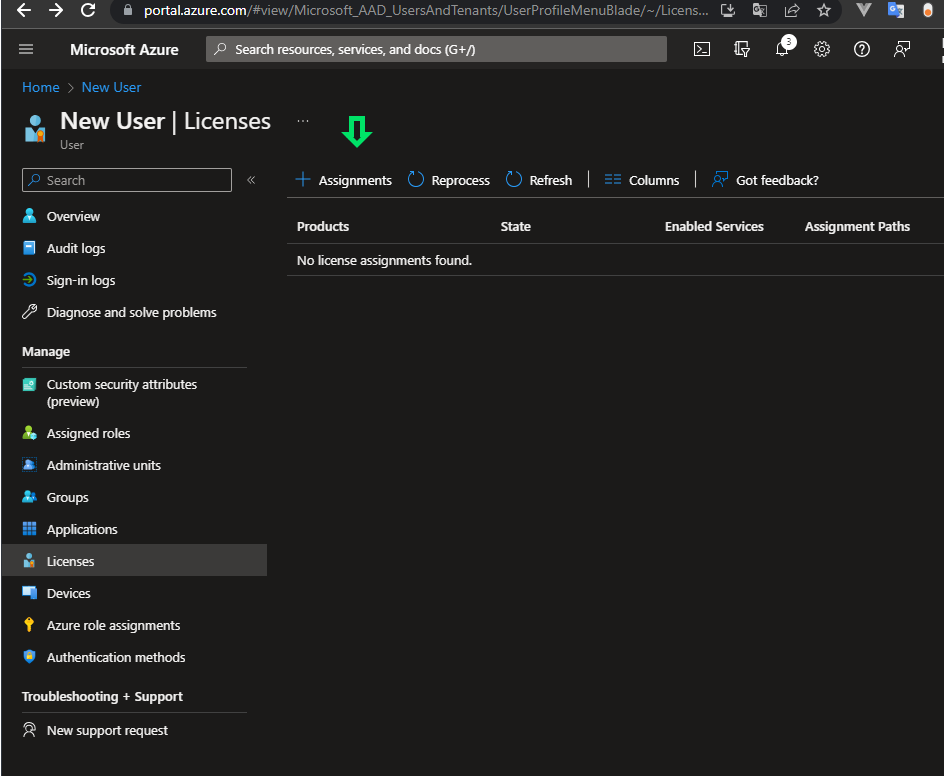 portal.azure.com/#view/Microsoft_AAD_UsersAndTenants/UserProfileMenuBlade/~/Licens...
Microsoft Azure
Search resources, services, and docs (G+/)
3
Home > New User
New User | Licenses ...
User
Search «
Assignments Reprocess Refresh | Columns | Got feedback?
Products State Enabled Services Assignment Paths
No license assignments found.
Overview
Audit logs
Sign-in logs
Diagnose and solve problems
Manage
Custom security attributes
(preview)
Assigned roles
Administrative units
Groups
Applications
Licenses
Devices
Azure role assignments
Authentication methods
Troubleshooting + Support
New support request